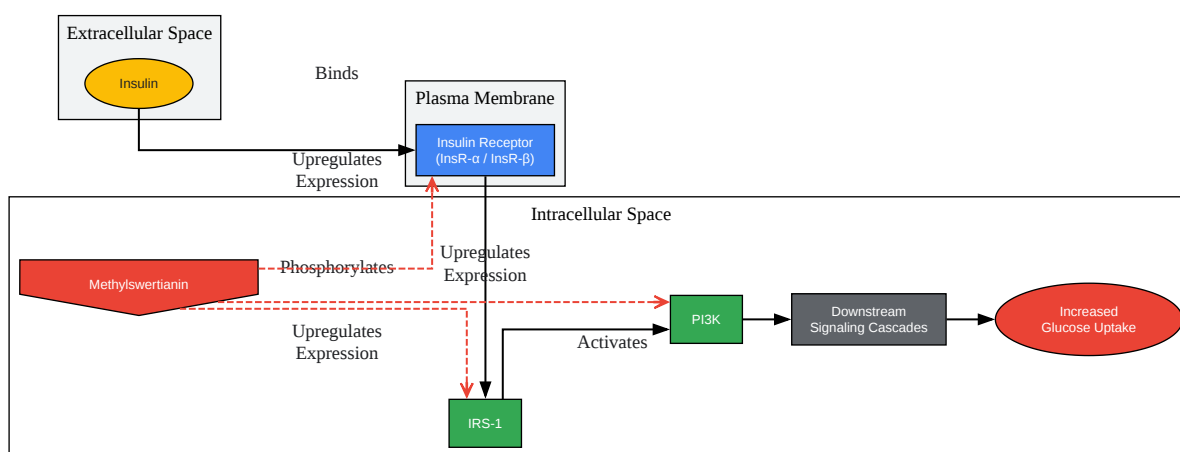 Extracellular Space
Insulin
Binds
Plasma Membrane
Insulin Receptor
(InsR-α / InsR-β)
Upregulates
Expression
Intracellular Space
Methylswertianin
Phosphorylates
Upregulates
Expression
Upregulates
Expression
Activates
PI3K
Downstream
Signaling Cascades
Increased
Glucose Uptake
IRS-1